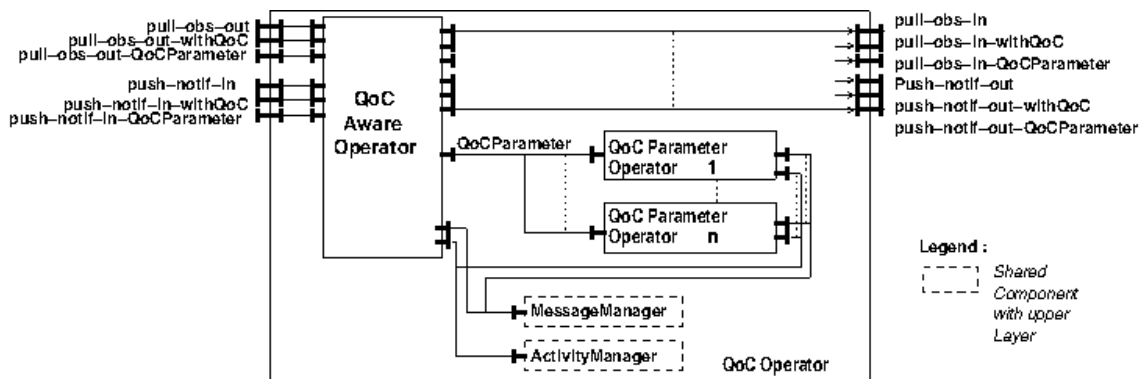 pull-obs-out
pull-obs-out-withQoC
pull-obs-out-QoCParameter
push-notif-in
push-notif-in-withQoC
push-notif-in-QoCParameter
QoC
Aware
Operator
pull-obs-in
pull-obs-in-withQoC
pull-obs-in-QoCParameter
Push-notif-out
push-notif-out-withQoC
push-notif-out-QoCParameter
QoCParameter
QoC Parameter
Operator 1
QoC Parameter
Operator n
MessageManager
ActivityManager
QoC Operator
Legend :
Shared
Component
with upper
Layer